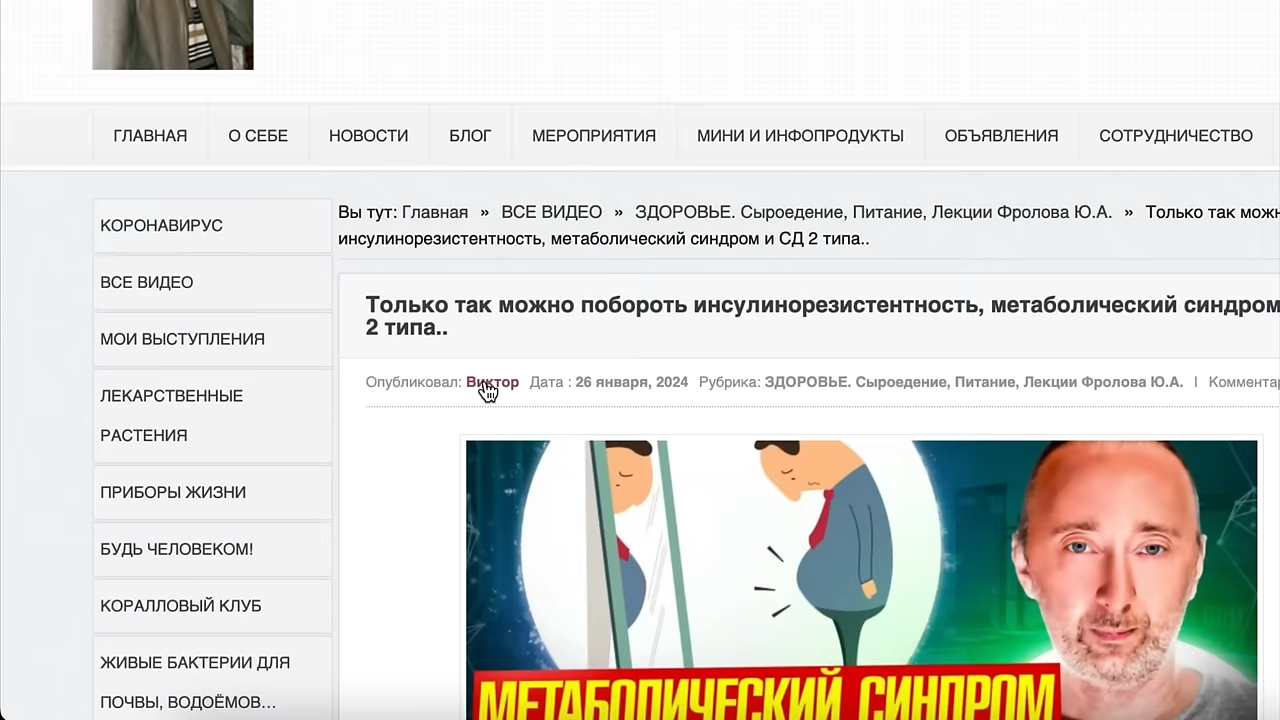 ГЛАВНАЯ О СЕБЕ НОВОСТИ БЛОГ МЕРОПРИЯТИЯ МИНИ И ИНФОПРОДУКТЫ ОБЪЯВЛЕНИЯ СОТРУДНИЧЕСТВО
КОРОНАВИРУС
ВСЕ ВИДЕО
МОИ ВЫСТУПЛЕНИЯ
ЛЕКАРСТВЕННЫЕ
РАСТЕНИЯ
ПРИБОРЫ ЖИЗНИ
БУДЬ ЧЕЛОВЕКОМ!
КОРАЛЛОВЫЙ КЛУБ
ЖИВЫЕ БАКТЕРИИ ДЛЯ
ПОЧВЫ, ВОДОЁМОВ...
Вы тут: Главная » ВСЕ ВИДЕО » ЗДОРОВЬЕ. Сыроедение, Питание, Лекции Фролова Ю.А. » Только так
инсулинорезистентность, метаболический синдром и СД 2 типа..
Только так можно побороть инсулинорезистентность, метаболический синдром
2 типа..
Опубликовал: Виктор Дата : 26 января, 2024 Рубрика: ЗДОРОВЬЕ. Сыроедение, Питание, Лекции Фролова Ю.А. |
МЕТАБОЛИЧЕСКИЙ СИНДРОМ